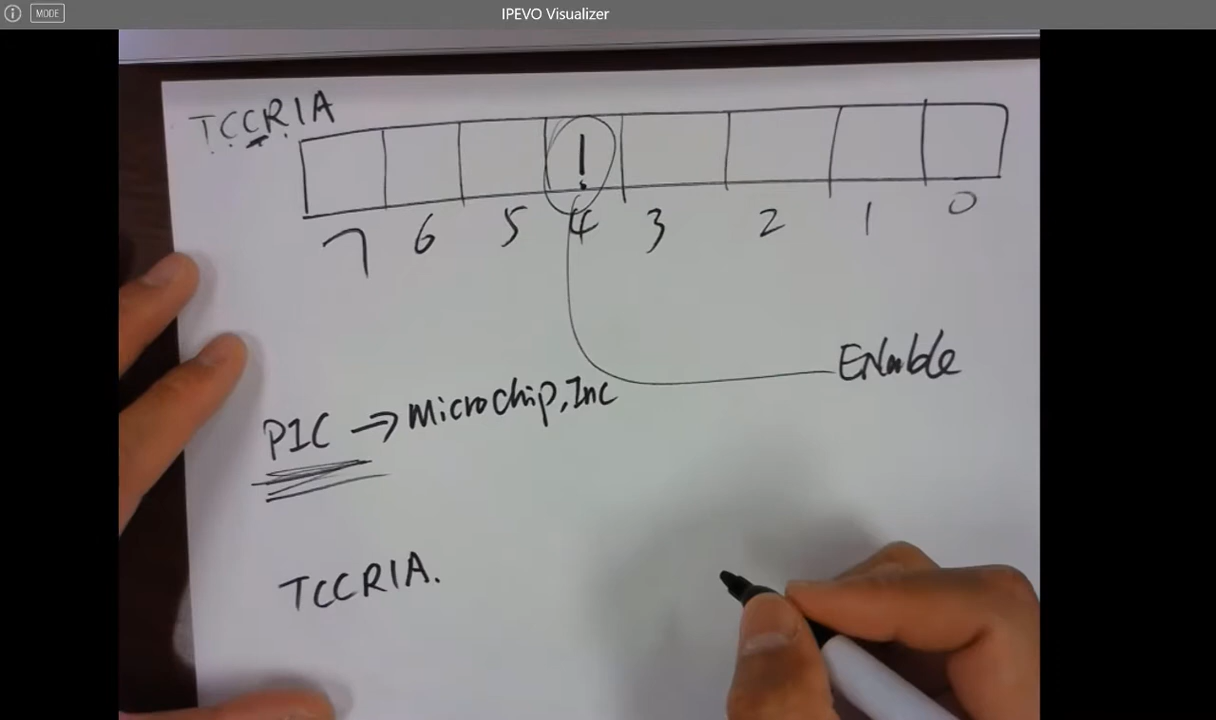 MODE IPEVO Visualizer
TCCR1A
!
7 6 5 4 3 2 1 0
Enable
PIC → Microchip, Inc
TCCR1A.